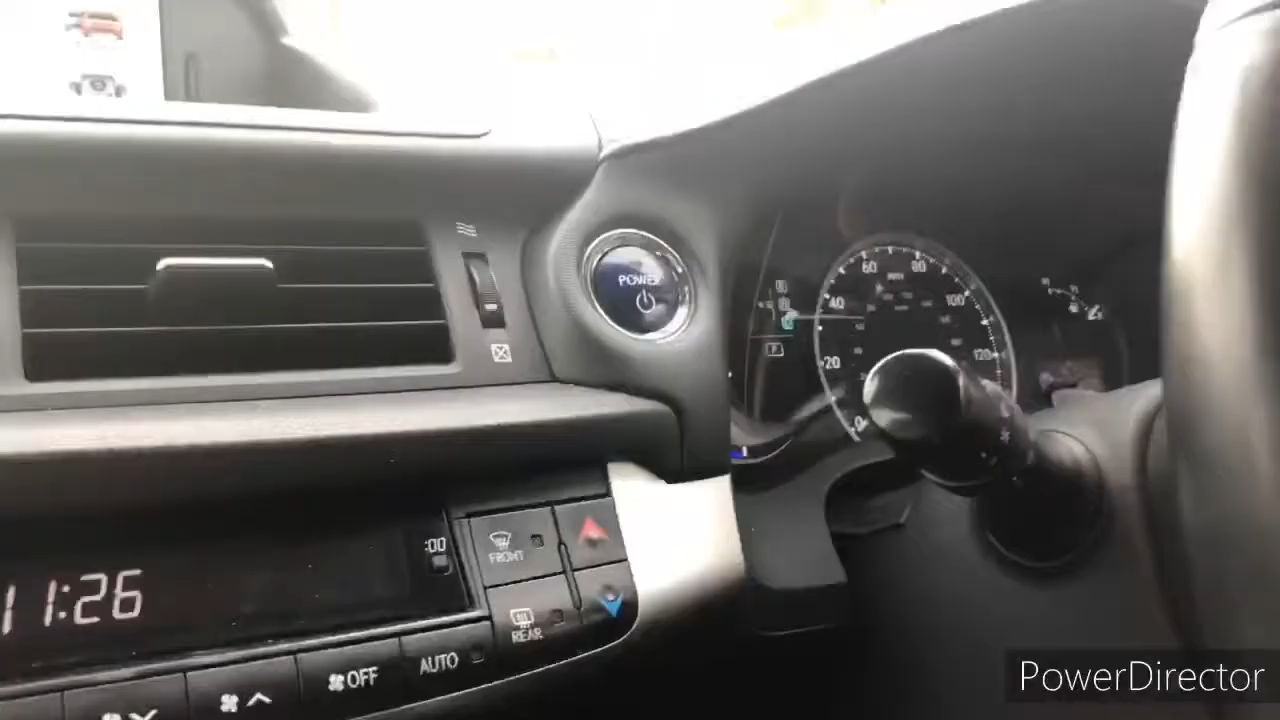 POWER
60
80
40
100
20
120
0
P
:00
FRONT
11:26
REAR
OFF
AUTO
PowerDirector